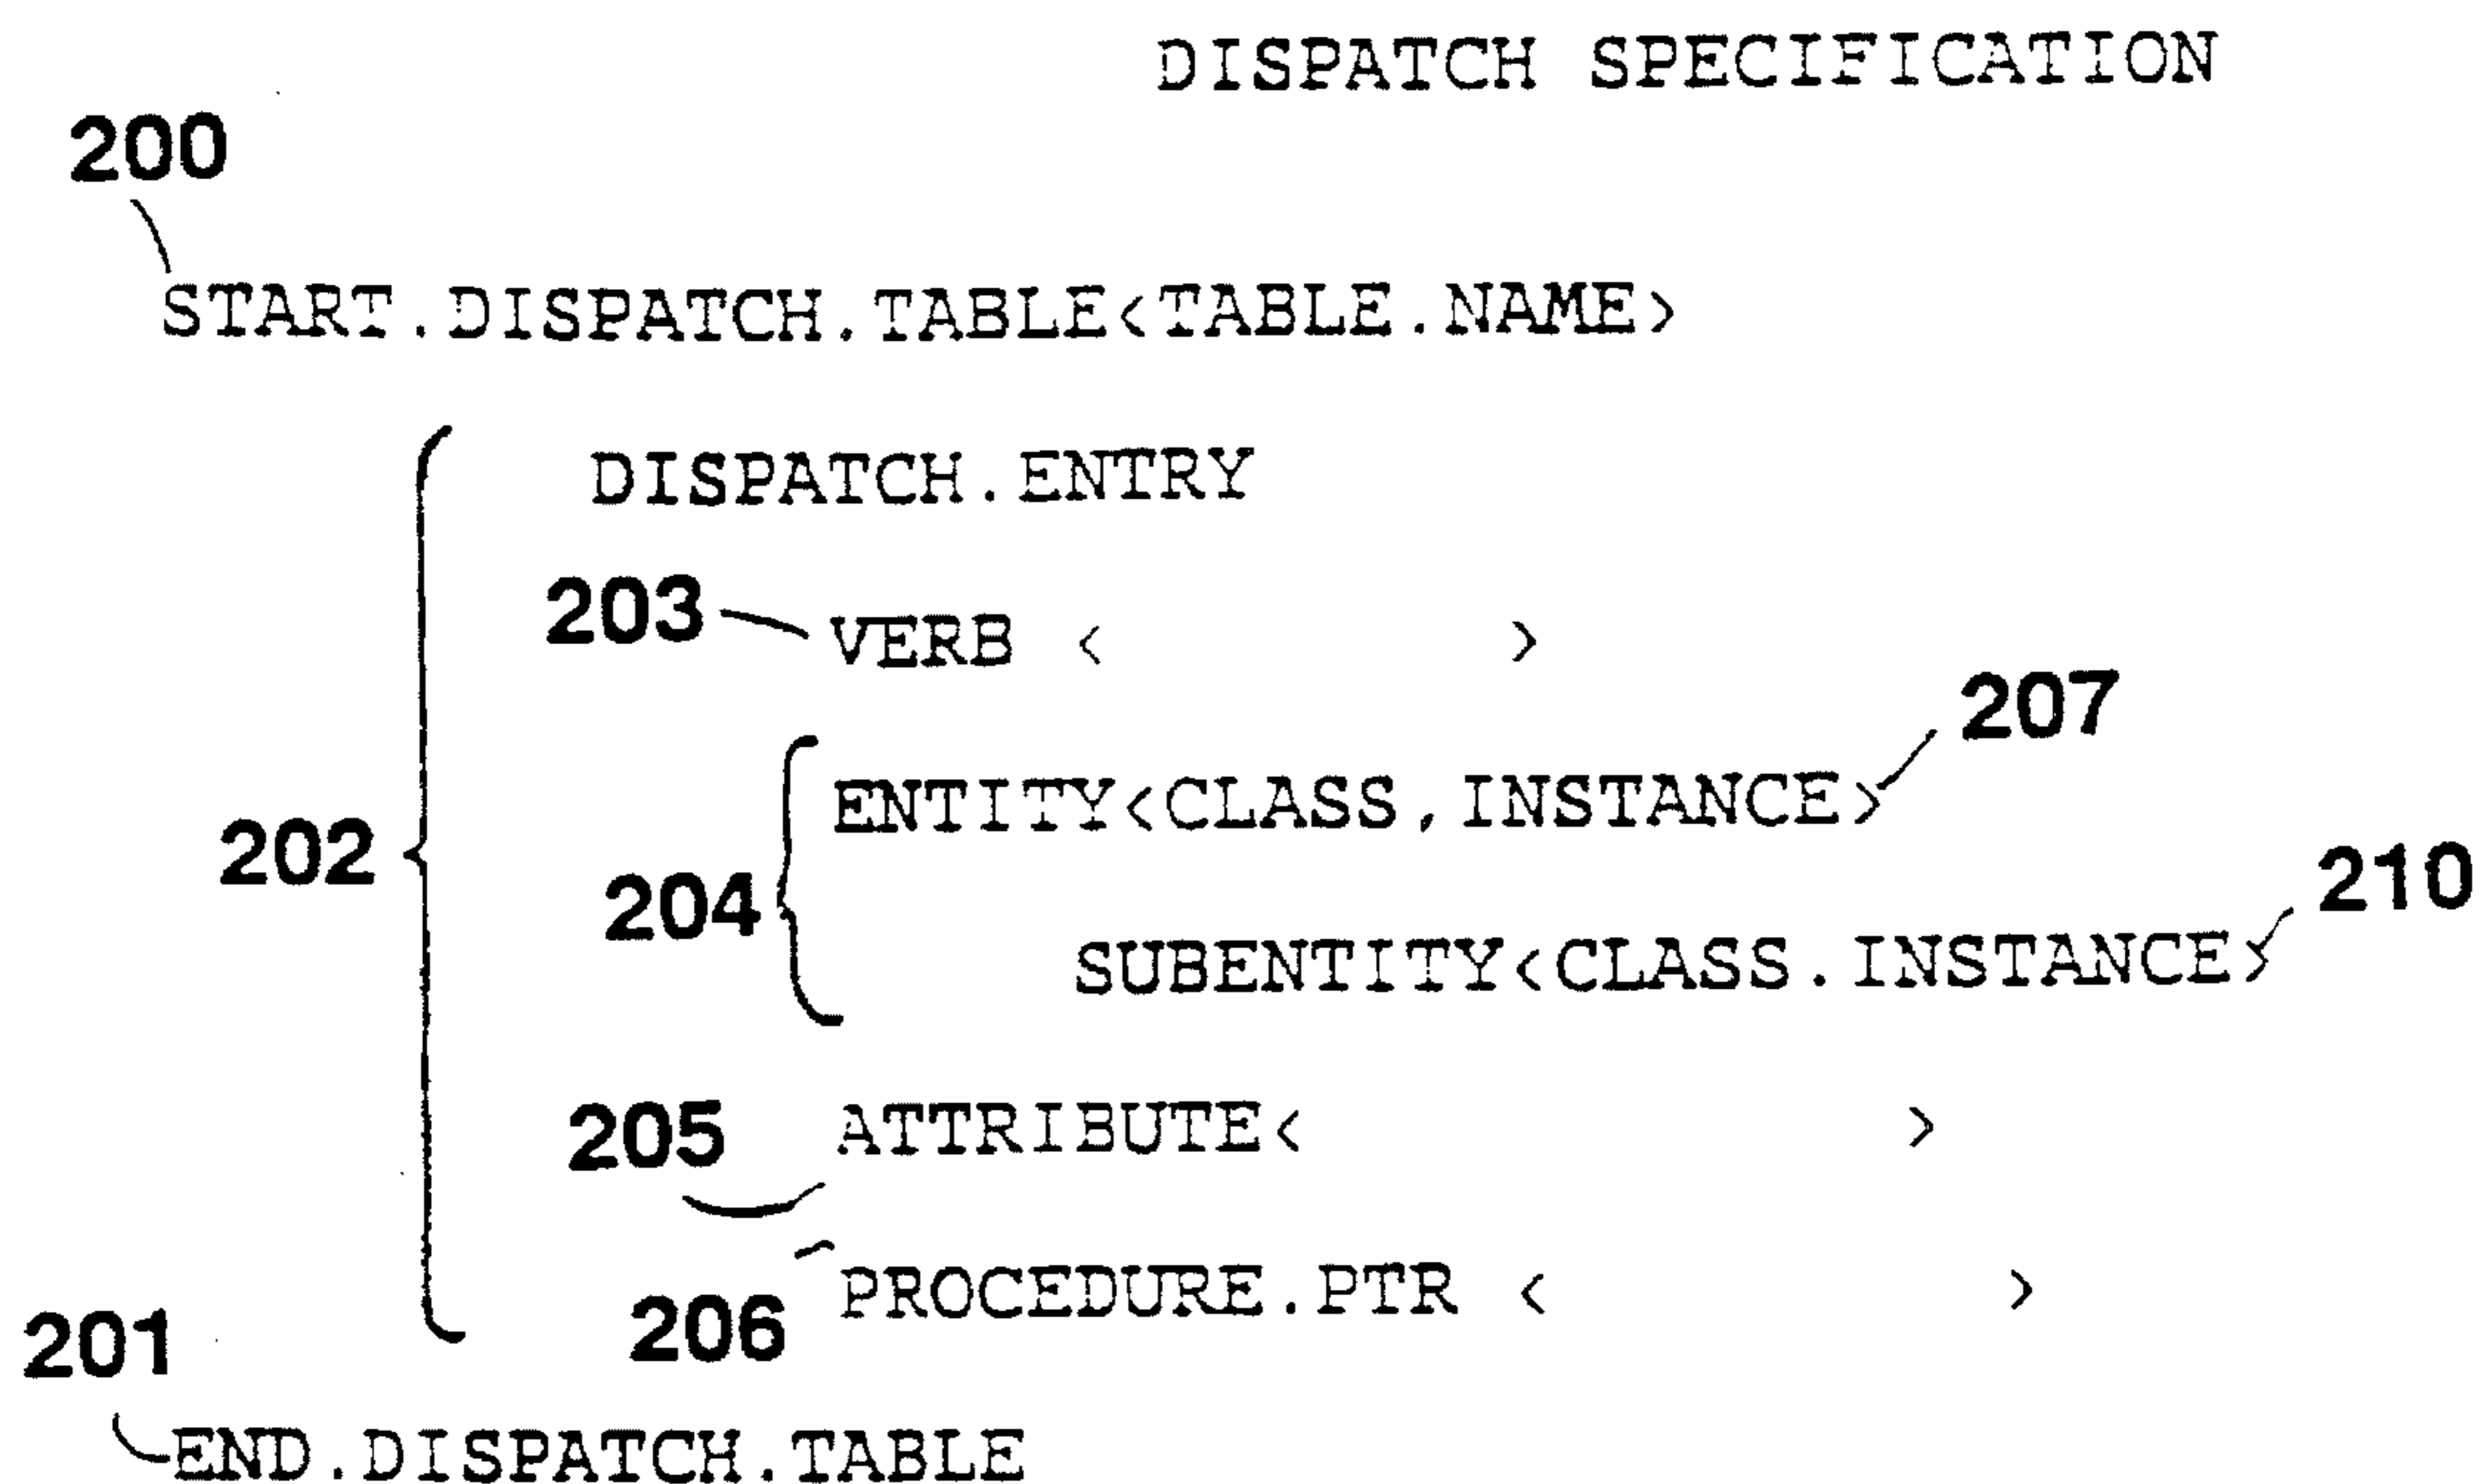 DISPATCH SPECIFICATION
200
START.DISPATCH.TABLE<TABLE.NAME>
DISPATCH.ENTRY
203 VERB < >
207
ENTITY<CLASS,INSTANCE>
202
204
210
SUBENTITY<CLASS.INSTANCE>
205 ATTRIBUTE< >
206 PROCEDURE.PTR < >
201
END.DISPATCH.TABLE